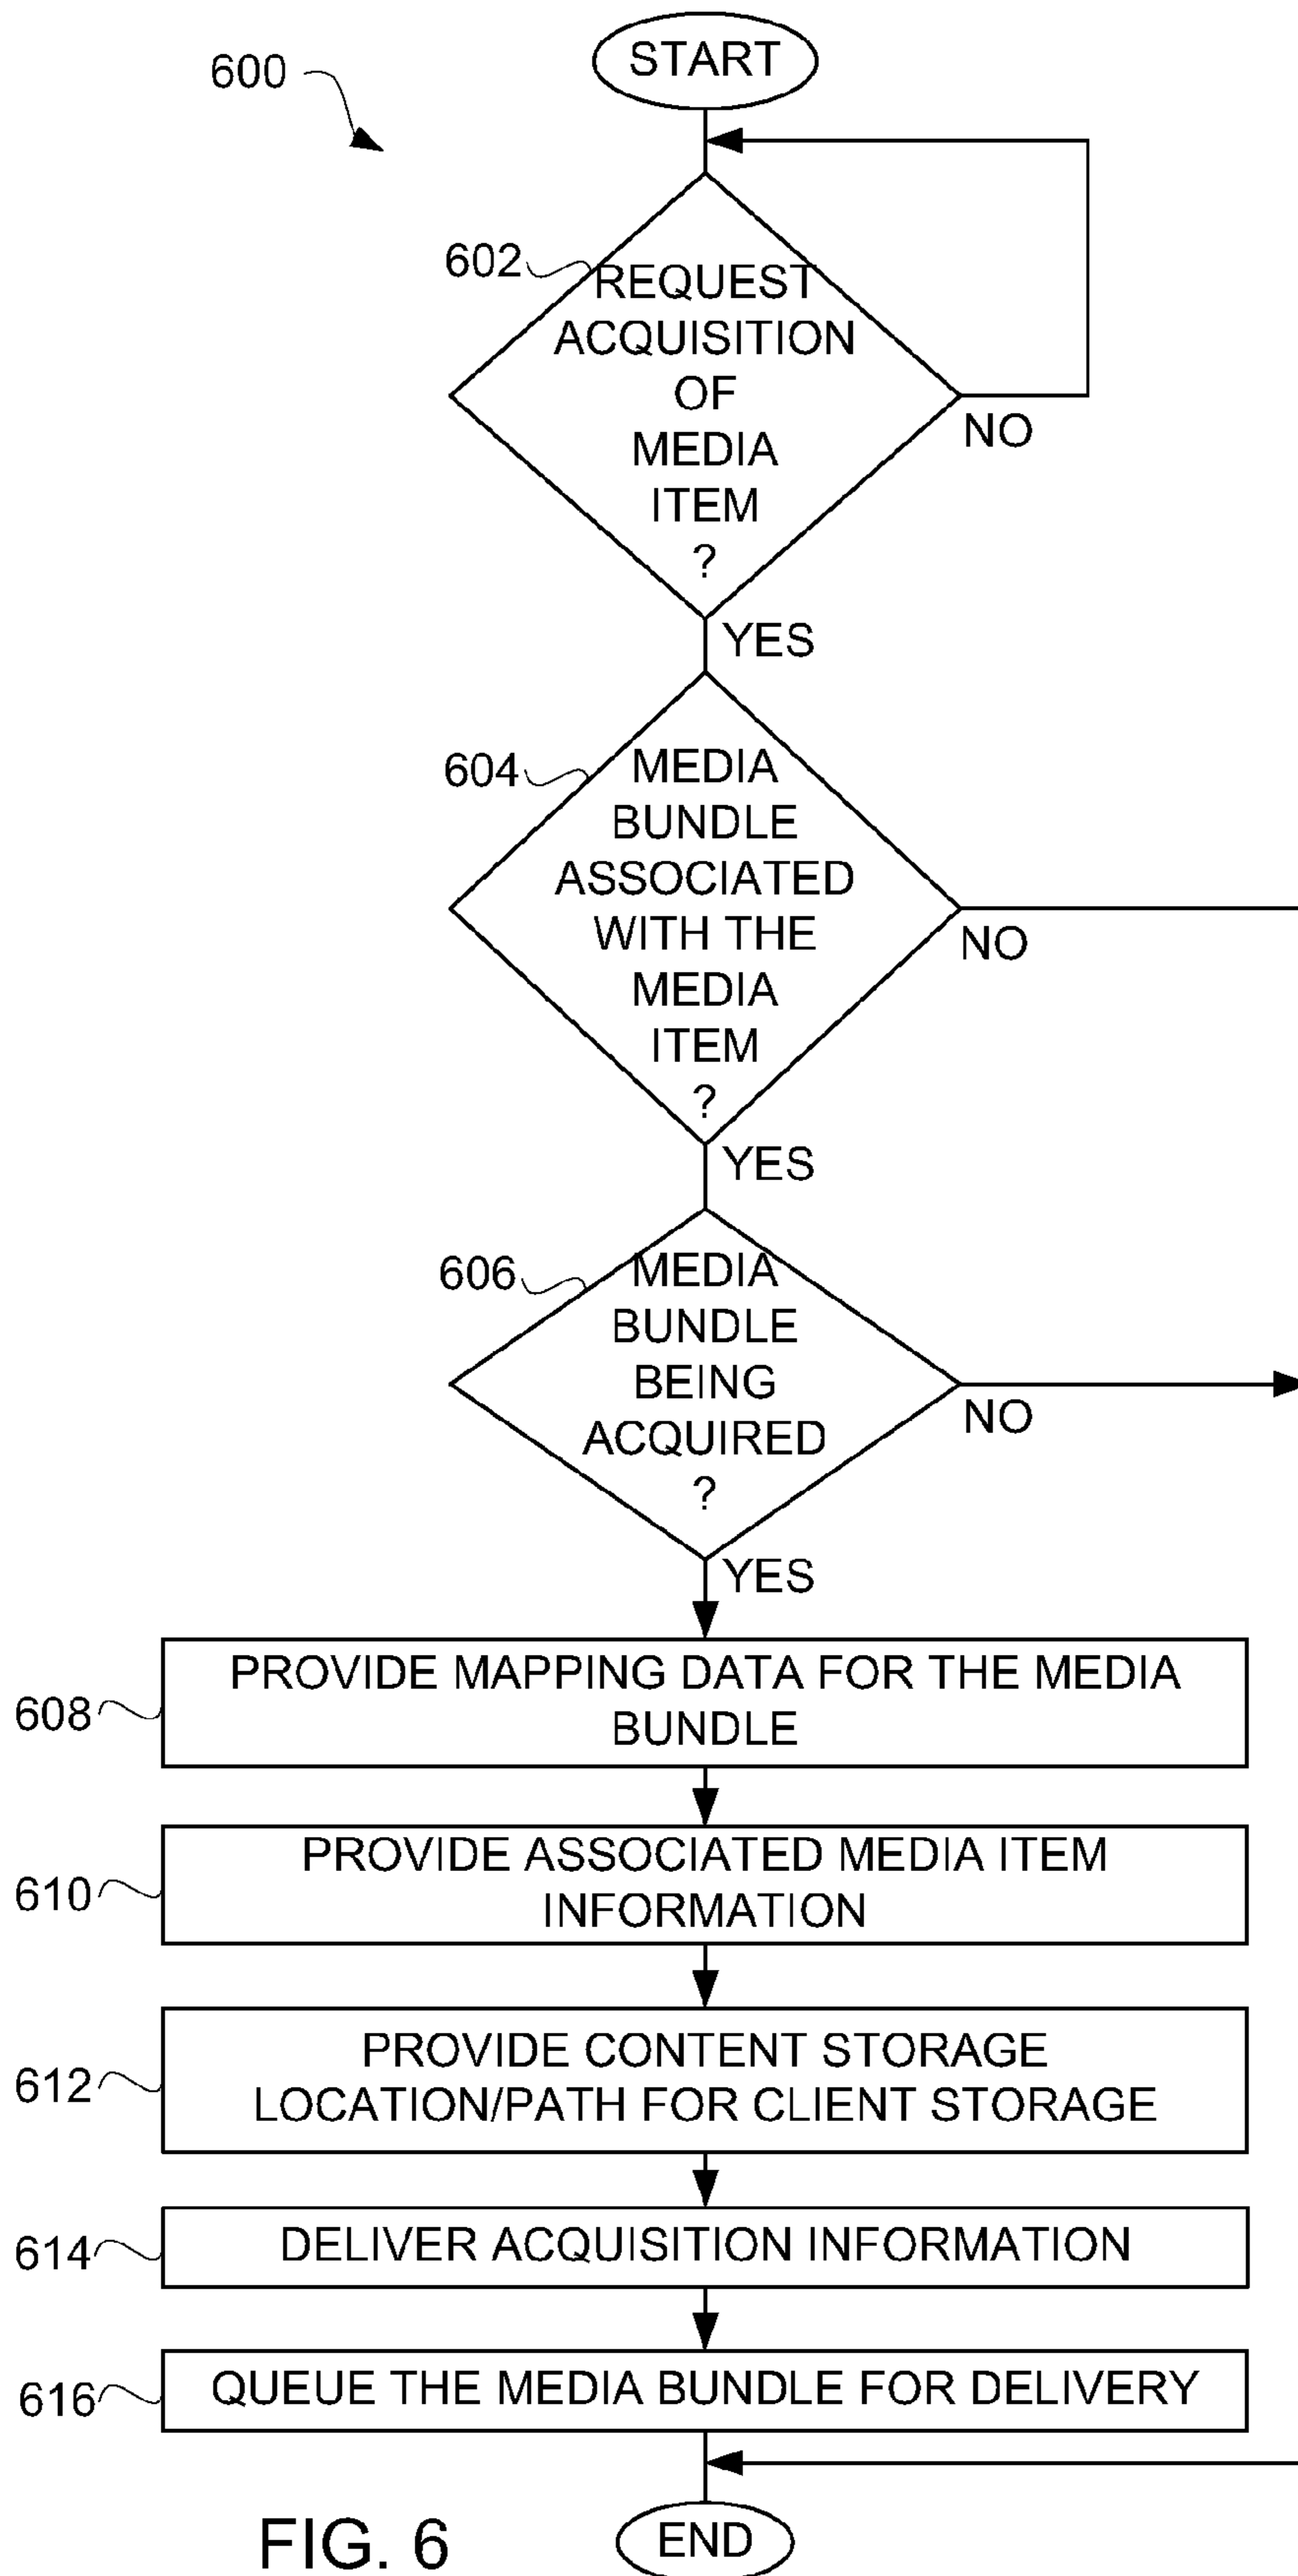 START
600
602
REQUEST
ACQUISITION
OF
MEDIA
ITEM
?
NO
YES
604
MEDIA
BUNDLE
ASSOCIATED
WITH THE
MEDIA
ITEM
?
NO
YES
606
MEDIA
BUNDLE
BEING
ACQUIRED
?
NO
YES
608
PROVIDE MAPPING DATA FOR THE MEDIA
BUNDLE
610
PROVIDE ASSOCIATED MEDIA ITEM
INFORMATION
612
PROVIDE CONTENT STORAGE
LOCATION/PATH FOR CLIENT STORAGE
614
DELIVER ACQUISITION INFORMATION
616
QUEUE THE MEDIA BUNDLE FOR DELIVERY
END
FIG. 6